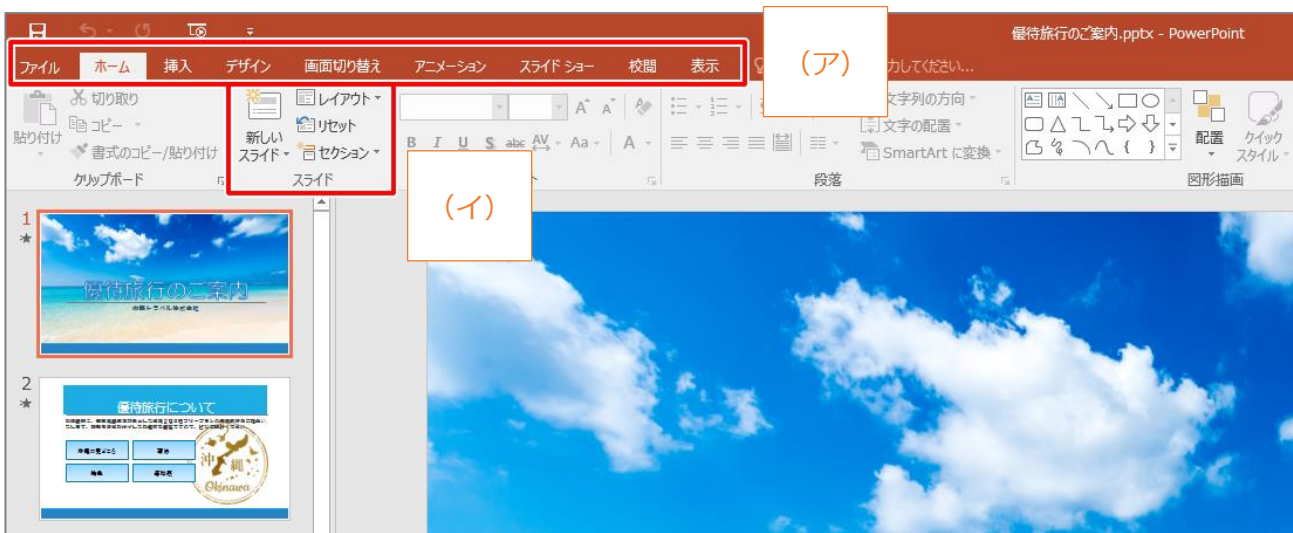 優待旅行のご案内.pptx - PowerPoint
ファイル ホーム 挿入 デザイン 画面切り替え アニメーション スライド ショー 校閲 表示 (ア) 力してください...
貼り付け
切り取り
コピー
書式のコピー/貼り付け
クリップボード
新しい
スライド
レイアウト
リセット
セクション
スライド
B I U S abc AV Aa A
(イ)
文字列の方向
文字の配置
SmartArt に変換
段落
配置
クイック
スタイル
図形描画
1
優待旅行のご案内
2
優待旅行について
沖縄
Okinawa